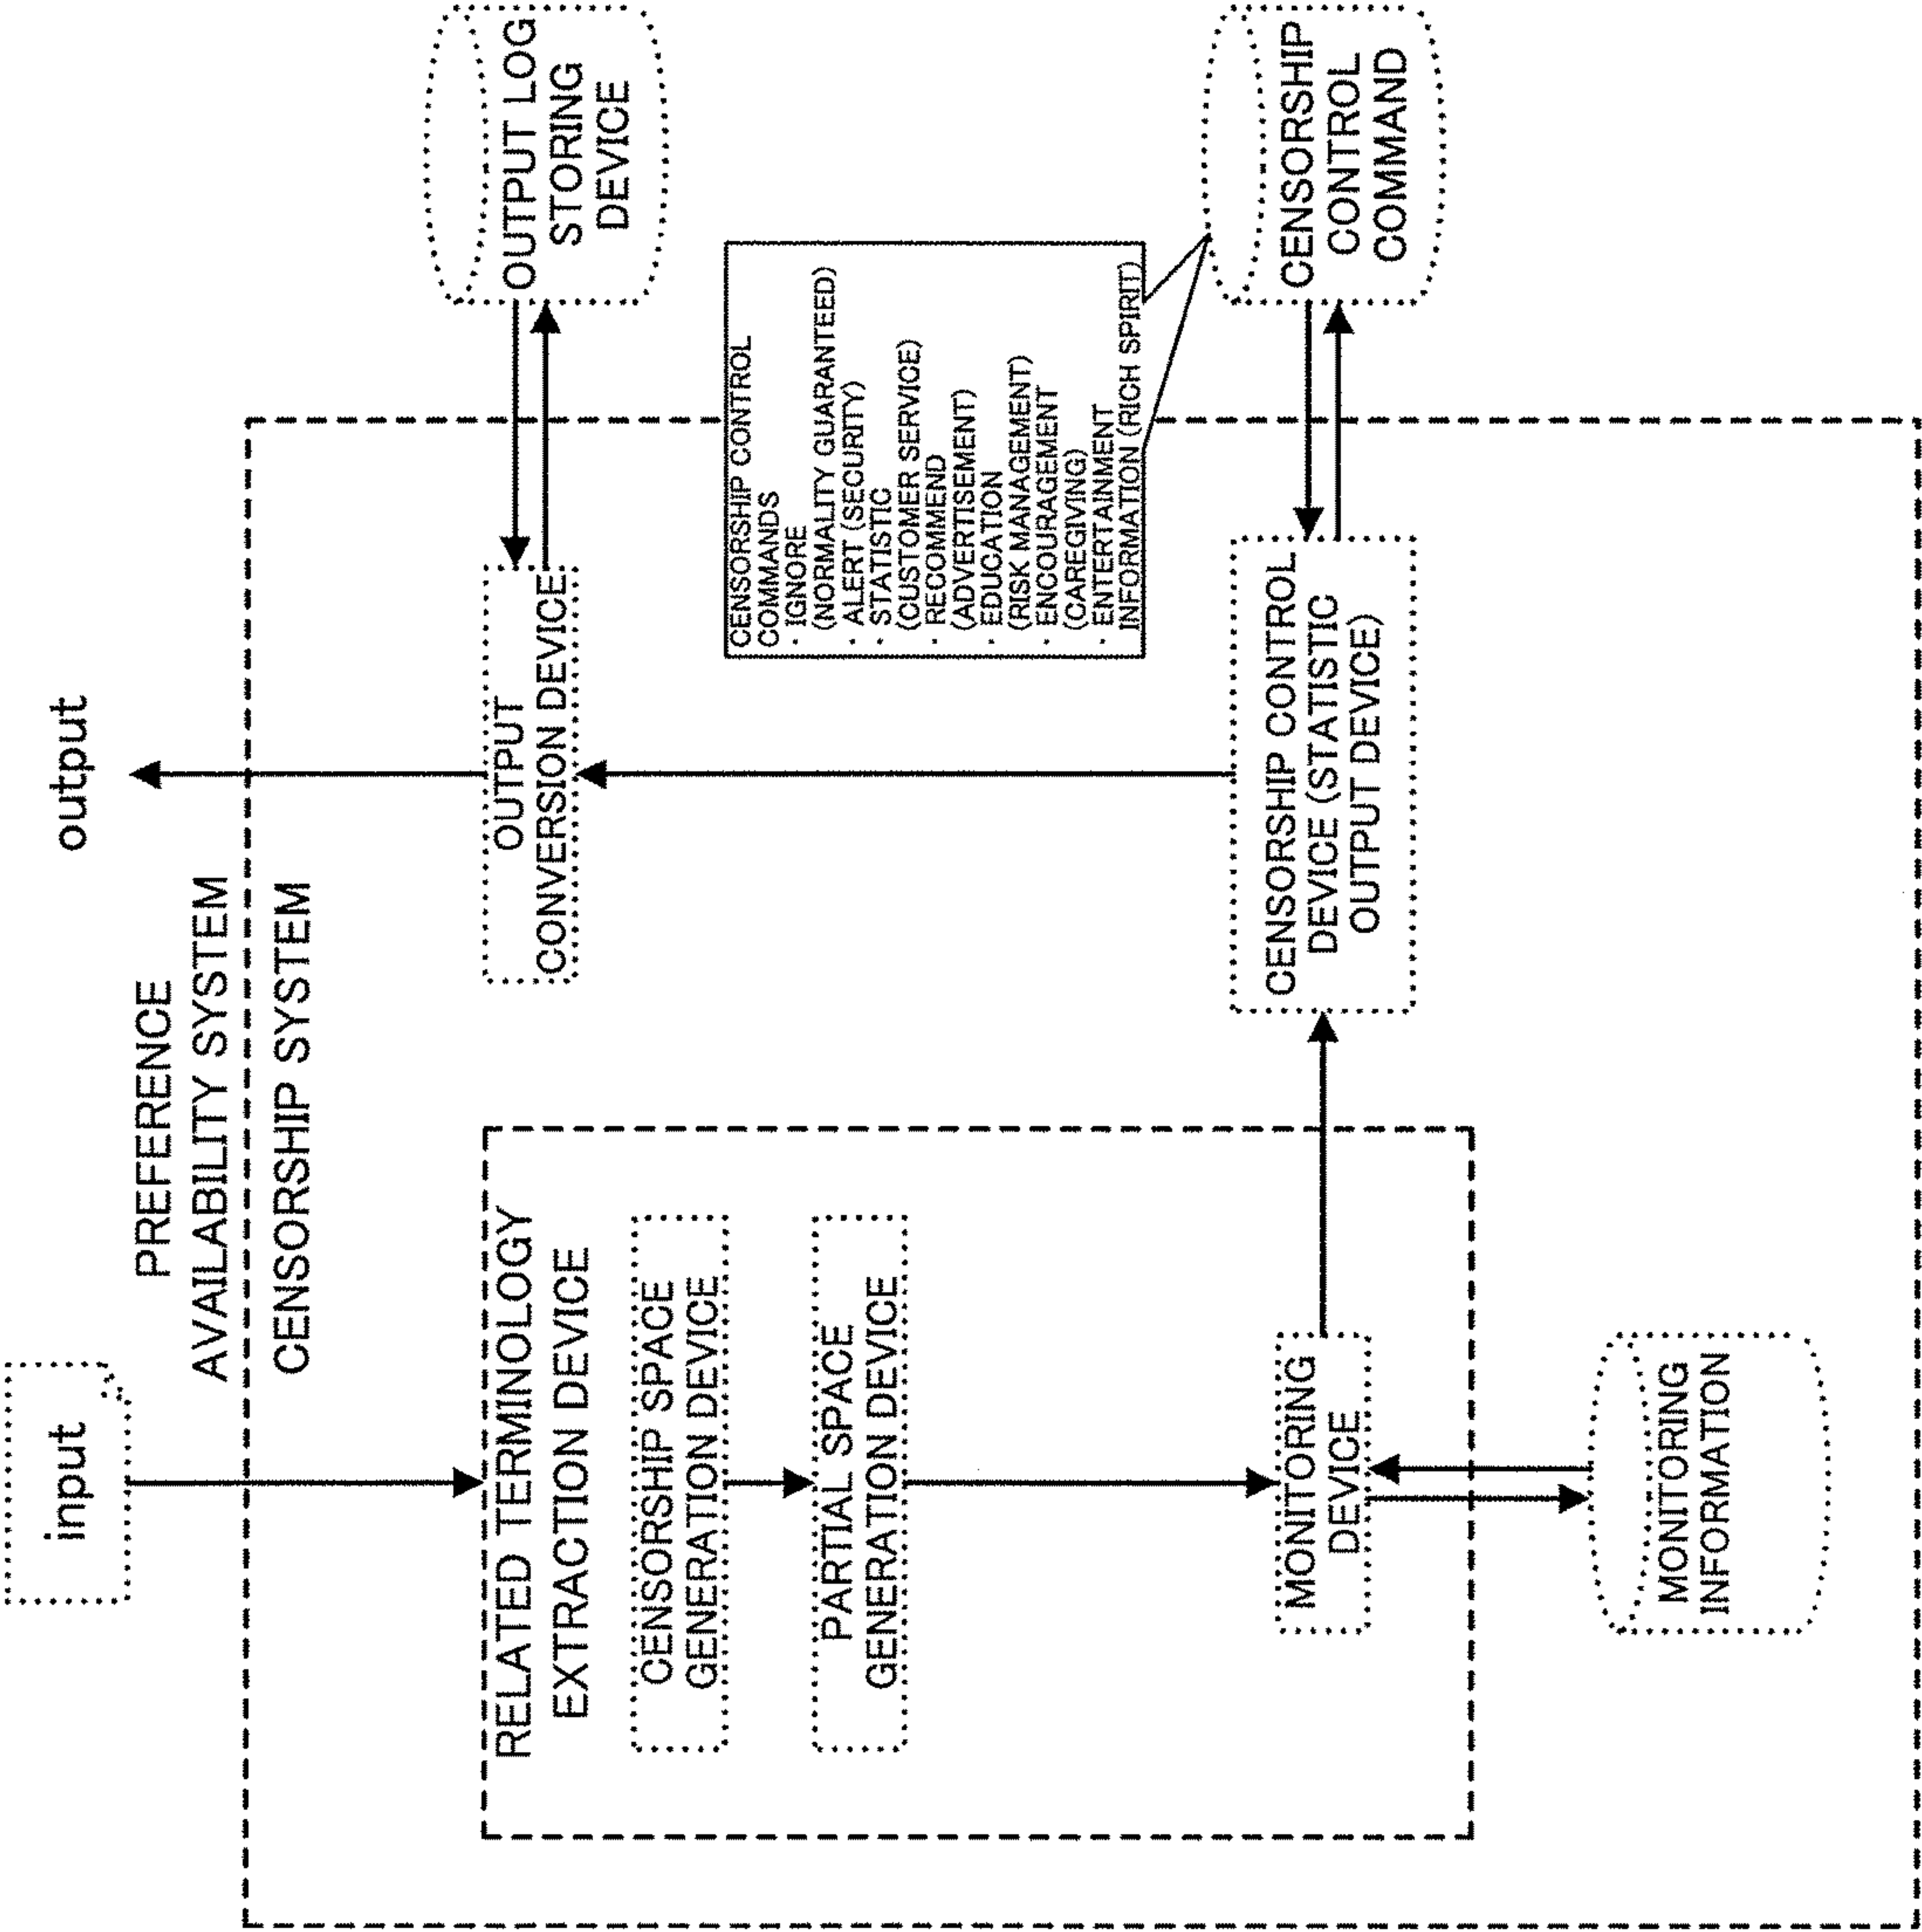 input
output
PREFERENCE
AVAILABILITY SYSTEM
CENSORSHIP SYSTEM
RELATED TERMINOLOGY
EXTRACTION DEVICE
CENSORSHIP SPACE
GENERATION DEVICE
PARTIAL SPACE
GENERATION DEVICE
MONITORING
DEVICE
MONITORING
INFORMATION
OUTPUT
CONVERSION DEVICE
OUTPUT LOG
STORING
DEVICE
CENSORSHIP CONTROL
COMMANDS
· IGNORE
(NORMALITY GUARANTEED)
· ALERT (SECURITY)
· STATISTIC
(CUSTOMER SERVICE)
· RECOMMEND
(ADVERTISEMENT)
· EDUCATION
(RISK MANAGEMENT)
· ENCOURAGEMENT
(CAREGIVING)
· ENTERTAINMENT
INFORMATION (RICH SPIRIT)
CENSORSHIP CONTROL
DEVICE (STATISTIC
OUTPUT DEVICE)
CENSORSHIP
CONTROL
COMMAND